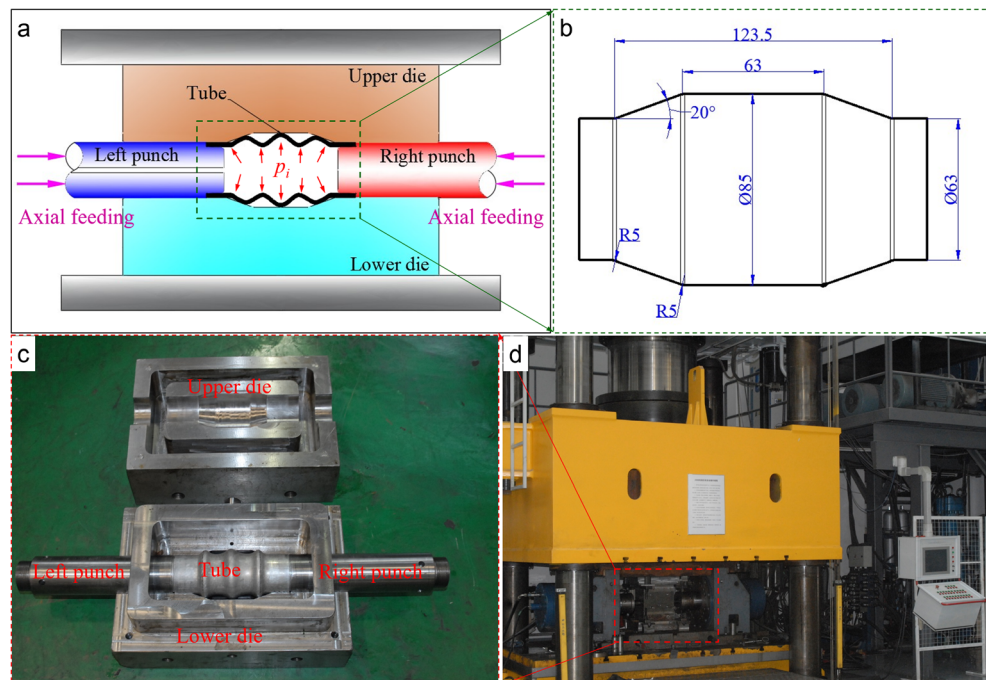 a
Upper die
Tube
Left punch
Right punch
pᵢ
Axial feeding
Axial feeding
Lower die
b
123.5
63
20°
Ø85
Ø63
R5
R5
c
Upper die
Left punch
Tube
Right punch
Lower die
d